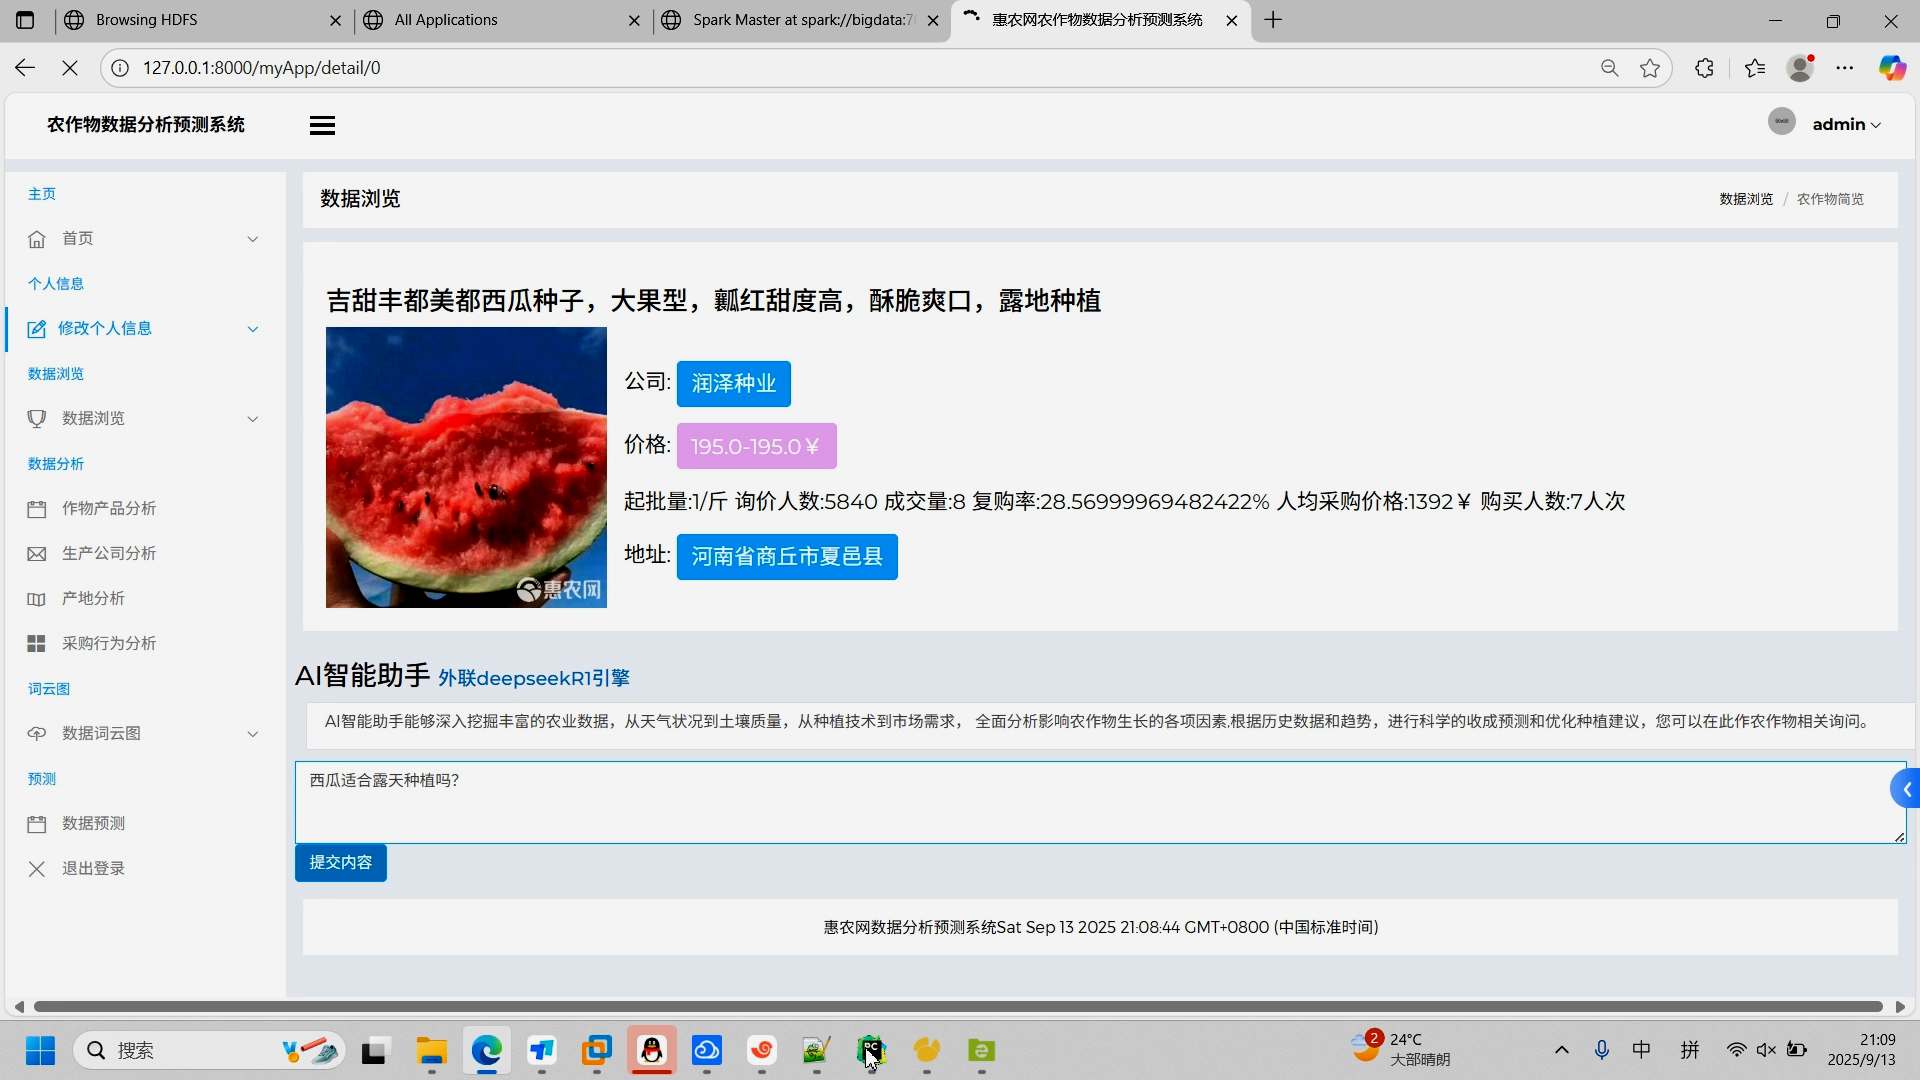 Browsing HDFS
All Applications
Spark Master at spark://bigdata:7
惠农网农作物数据分析预测系统
127.0.0.1:8000/myApp/detail/0
农作物数据分析预测系统
admin
主页
首页
个人信息
修改个人信息
数据浏览
数据浏览
数据分析
作物产品分析
生产公司分析
产地分析
采购行为分析
词云图
数据词云图
预测
数据预测
退出登录
数据浏览
数据浏览 / 农作物简览
吉甜丰都美都西瓜种子，大果型，瓤红甜度高，酥脆爽口，露地种植
惠农网
公司: 润泽种业
价格: 195.0-195.0￥
起批量:1/斤 询价人数:5840 成交量:8 复购率:28.56999969482422% 人均采购价格:1392￥ 购买人数:7人次
地址: 河南省商丘市夏邑县
AI智能助手 外联deepseekR1引擎
AI智能助手能够深入挖掘丰富的农业数据，从天气状况到土壤质量，从种植技术到市场需求， 全面分析影响农作物生长的各项因素,根据历史数据和趋势，进行科学的收成预测和优化种植建议，您可以在此作农作物相关询问。
西瓜适合露天种植吗?
提交内容
惠农网数据分析预测系统Sat Sep 13 2025 21:08:44 GMT+0800 (中国标准时间)
搜索
PC
2
24°C
大部晴朗
中
拼
21:09
2025/9/13